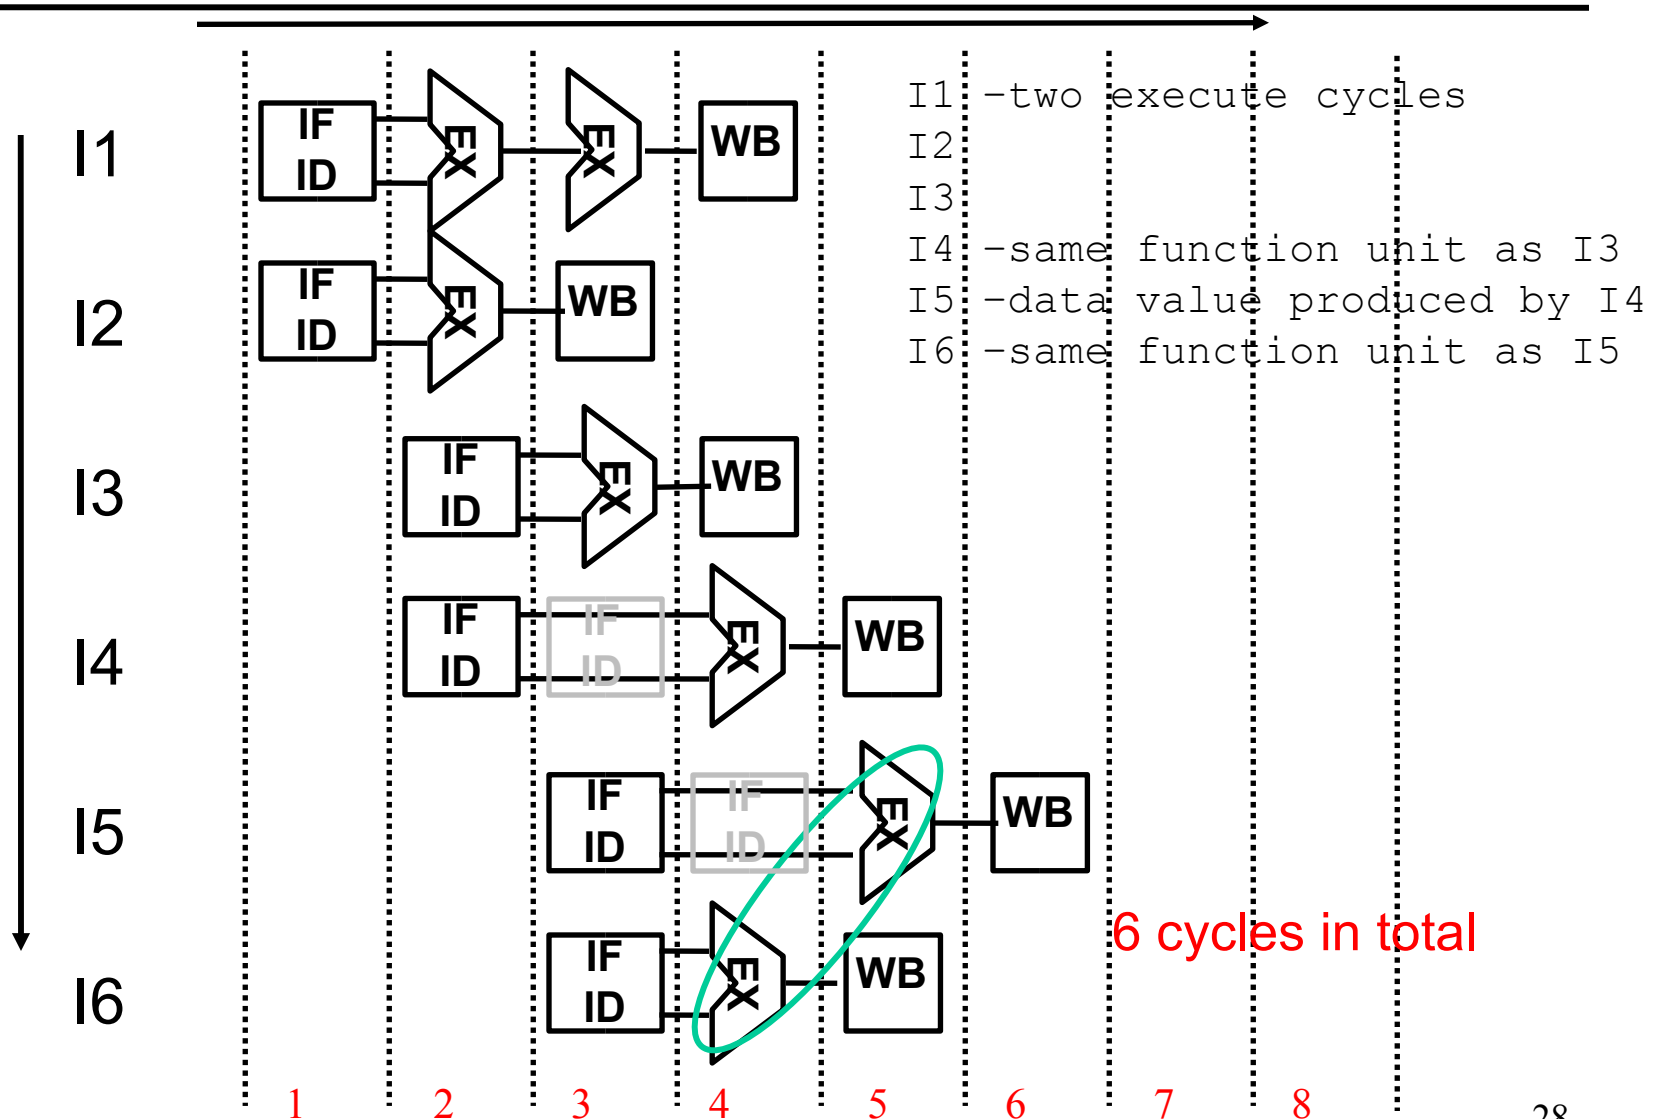 I1 –two execute cycles
I2
I3
I4 –same function unit as I3
I5 –data value produced by I4
I6 –same function unit as I5
I1
IF
ID
EX
EX
WB
I2
IF
ID
EX
WB
I3
IF
ID
EX
WB
I4
IF
ID
IF
ID
EX
WB
I5
IF
ID
IF
ID
EX
WB
6 cycles in total
I6
IF
ID
EX
WB
1 2 3 4 5 6 7 8
28